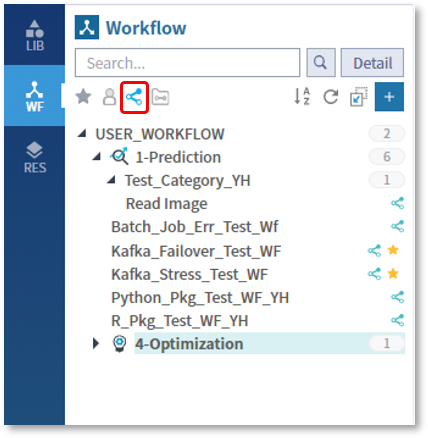 LIB
WF
RES
Workflow
Search...
Detail
A
Z
+
USER_WORKFLOW 2
1-Prediction 6
Test_Category_YH 1
Read Image
Batch_Job_Err_Test_Wf
Kafka_Failover_Test_WF
Kafka_Stress_Test_WF
Python_Pkg_Test_WF_YH
R_Pkg_Test_WF_YH
4-Optimization 1